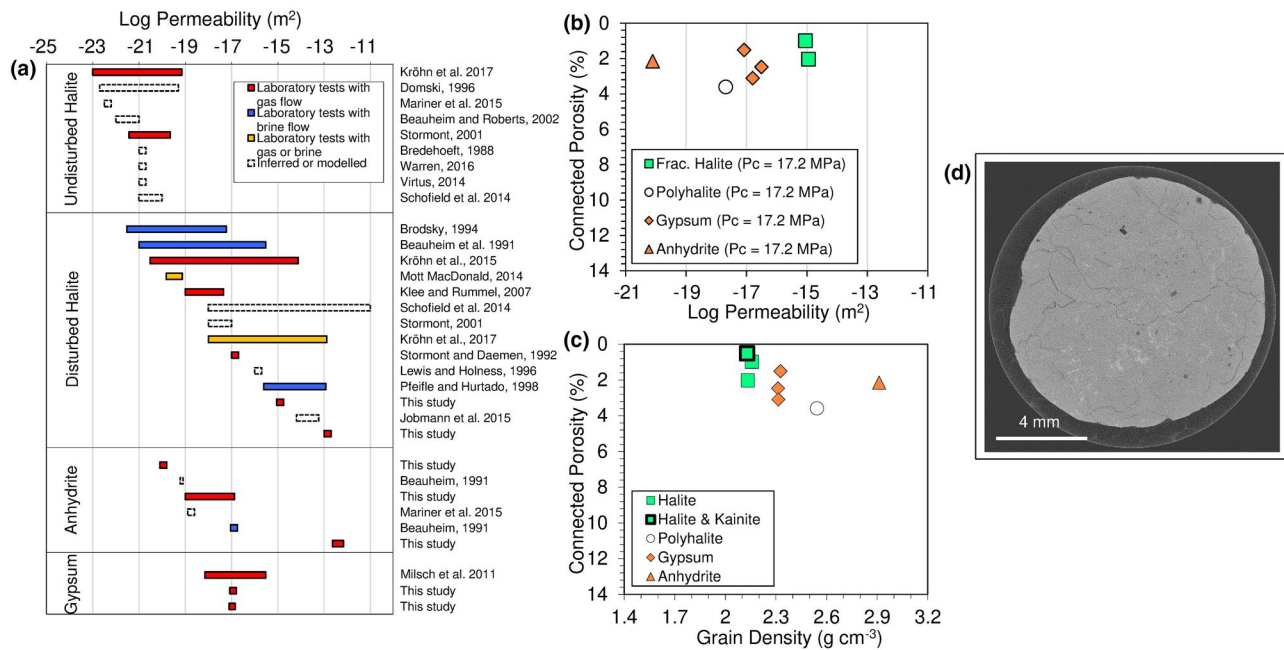 Log Permeability (m²)
-25 -23 -21 -19 -17 -15 -13 -11
(a)
Undisturbed Halite
Kröhn et al. 2017
Domski, 1996
Mariner et al. 2015
Beauheim and Roberts, 2002
Stormont, 2001
Bredehoeft, 1988
Warren, 2016
Virtus, 2014
Schofield et al. 2014
Laboratory tests with
gas flow
Laboratory tests with
brine flow
Laboratory tests with
gas or brine
Inferred or modelled
Disturbed Halite
Brodsky, 1994
Beauheim et al. 1991
Kröhn et al., 2015
Mott MacDonald, 2014
Klee and Rummel, 2007
Schofield et al. 2014
Stormont, 2001
Kröhn et al., 2017
Stormont and Daemen, 1992
Lewis and Holness, 1996
Pfeifle and Hurtado, 1998
This study
Jobmann et al. 2015
This study
Anhydrite
This study
Beauheim, 1991
This study
Mariner et al. 2015
Beauheim, 1991
This study
Gypsum
Milsch et al. 2011
This study
This study
(b)
Connected Porosity (%)
0
2
4
6
8
10
12
14
Frac. Halite (Pc = 17.2 MPa)
Polyhalite (Pc = 17.2 MPa)
Gypsum (Pc = 17.2 MPa)
Anhydrite (Pc = 17.2 MPa)
-21 -19 -17 -15 -13 -11
Log Permeability (m²)
(c)
Connected Porosity (%)
0
2
4
6
8
10
12
14
Halite
Halite & Kainite
Polyhalite
Gypsum
Anhydrite
1.4 1.7 2.0 2.3 2.6 2.9 3.2
Grain Density (g cm⁻³)
(d)
4 mm